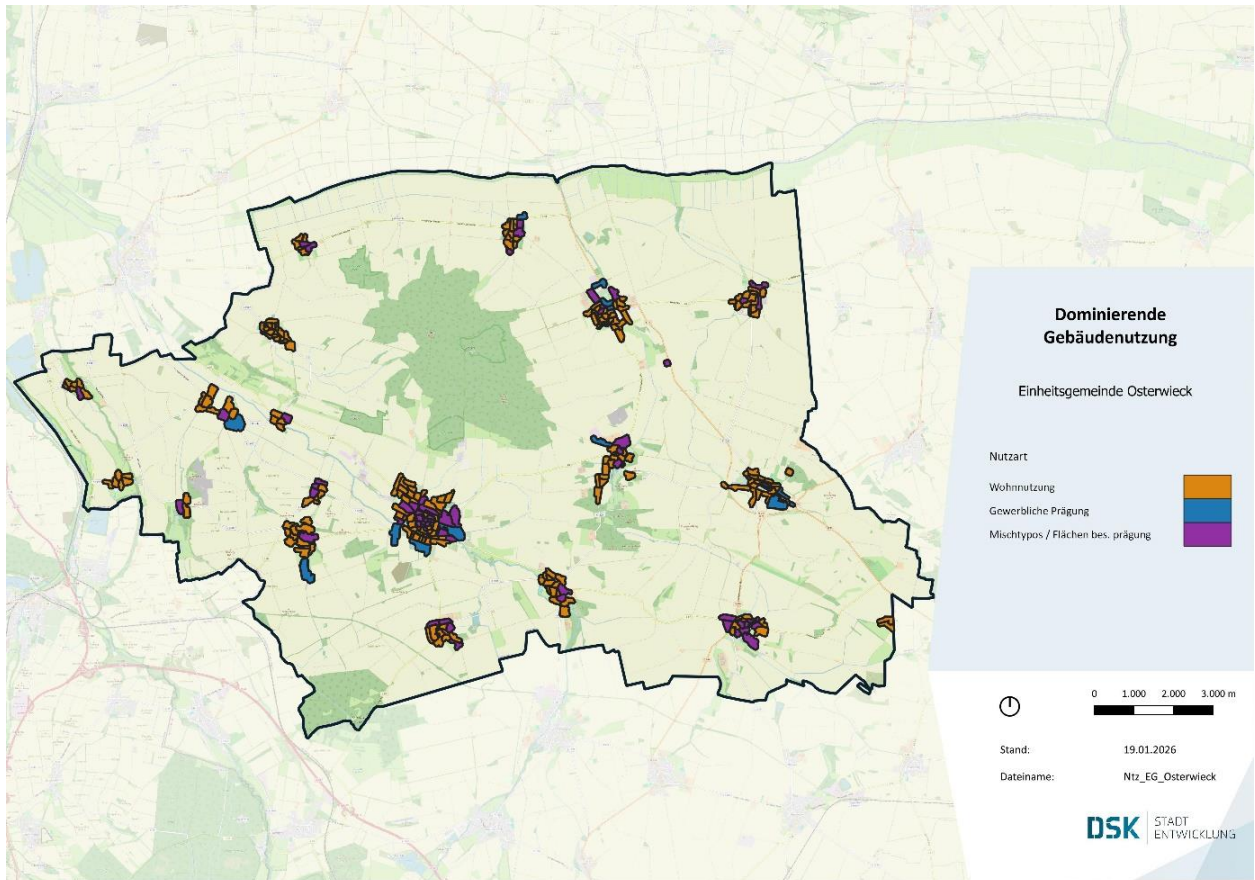 Dominierende
Gebäudenutzung
Einheitsgemeinde Osterwieck
Nutzart
Wohnnutzung
Gewerbliche Prägung
Mischtypos / Flächen bes. prägung
0 1.000 2.000 3.000 m
Stand: 19.01.2026
Dateiname: Ntz_EG_Osterwieck
DSK STADT
ENTWICKLUNG